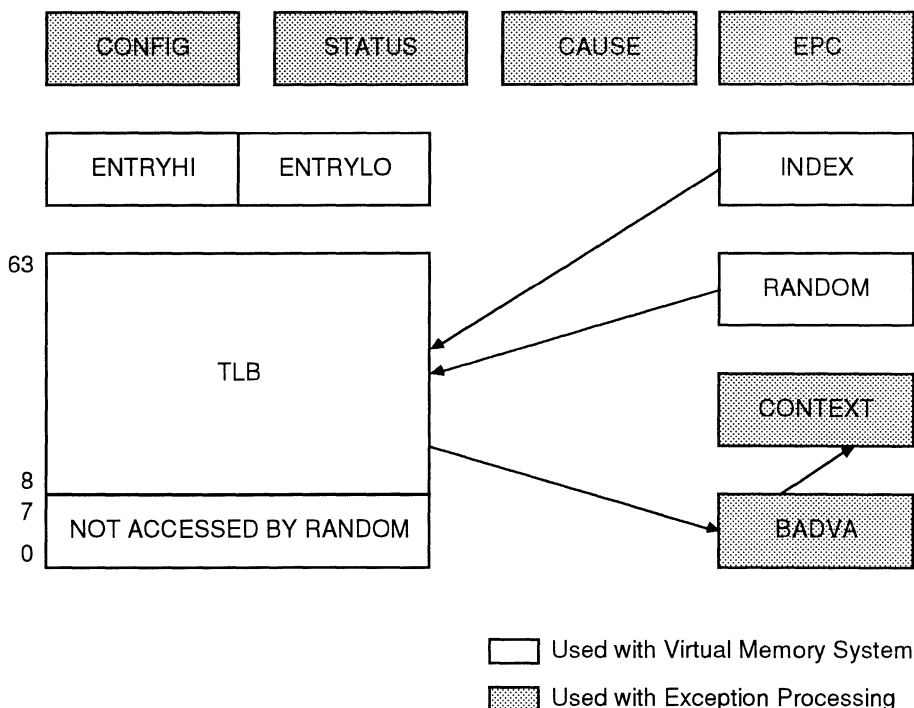 CONFIG STATUS CAUSE EPC
ENTRYHI ENTRYLO INDEX
63
RANDOM
TLB
CONTEXT
8
7
NOT ACCESSED BY RANDOM
BADVA
0
Used with Virtual Memory System
Used with Exception Processing